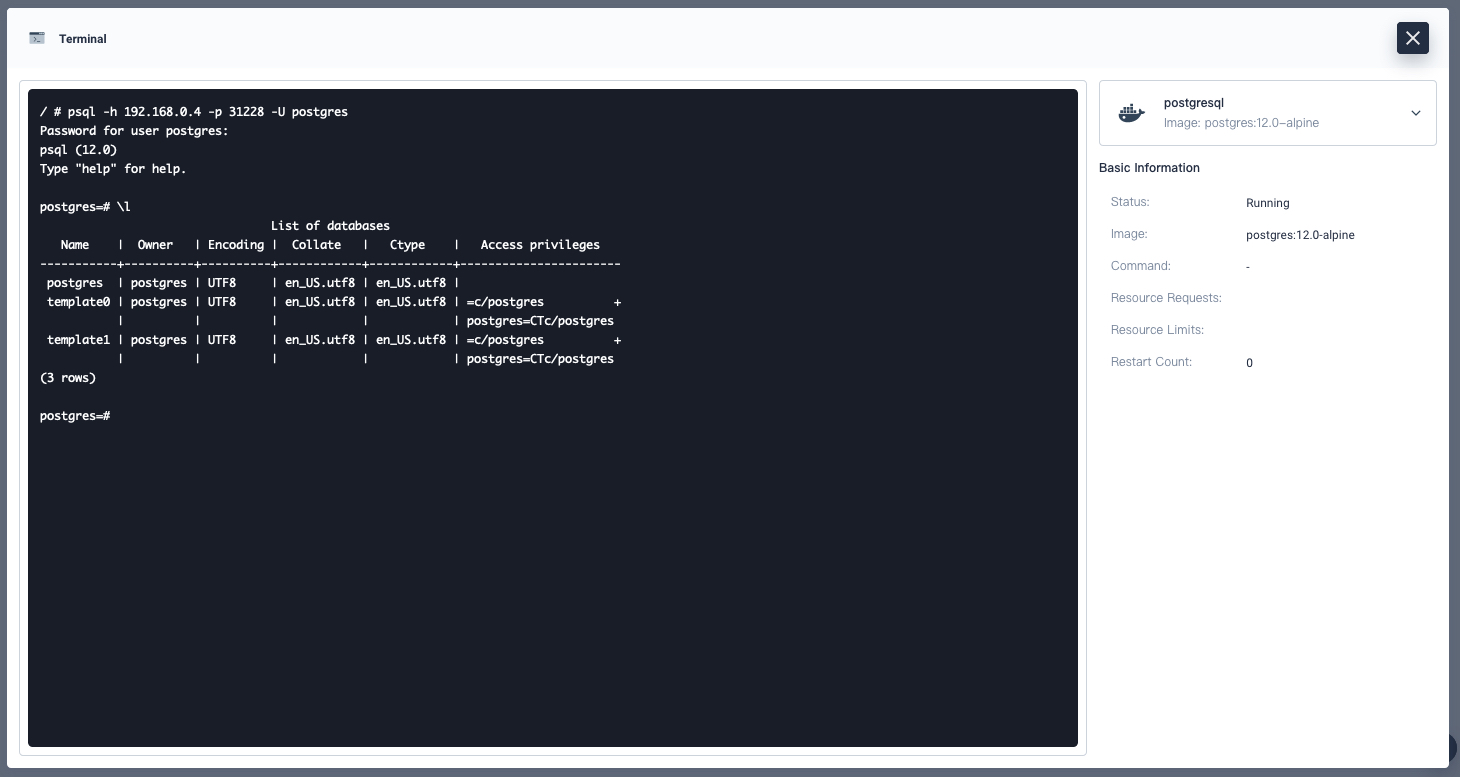 Terminal
/ # psql -h 192.168.0.4 -p 31228 -U postgres
Password for user postgres:
psql (12.0)
Type "help" for help.
postgres=# \l
                                 List of databases
   Name    |  Owner   | Encoding |  Collate   |   Ctype    |   Access privileges
-----------+----------+----------+------------+------------+-----------------------
 postgres  | postgres | UTF8     | en_US.utf8 | en_US.utf8 |
 template0 | postgres | UTF8     | en_US.utf8 | en_US.utf8 | =c/postgres          +
           |          |          |            |            | postgres=CTc/postgres
 template1 | postgres | UTF8     | en_US.utf8 | en_US.utf8 | =c/postgres          +
           |          |          |            |            | postgres=CTc/postgres
(3 rows)
postgres=#
postgresql
Image: postgres:12.0-alpine
Basic Information
Status: Running
Image: postgres:12.0-alpine
Command: -
Resource Requests:
Resource Limits:
Restart Count: 0